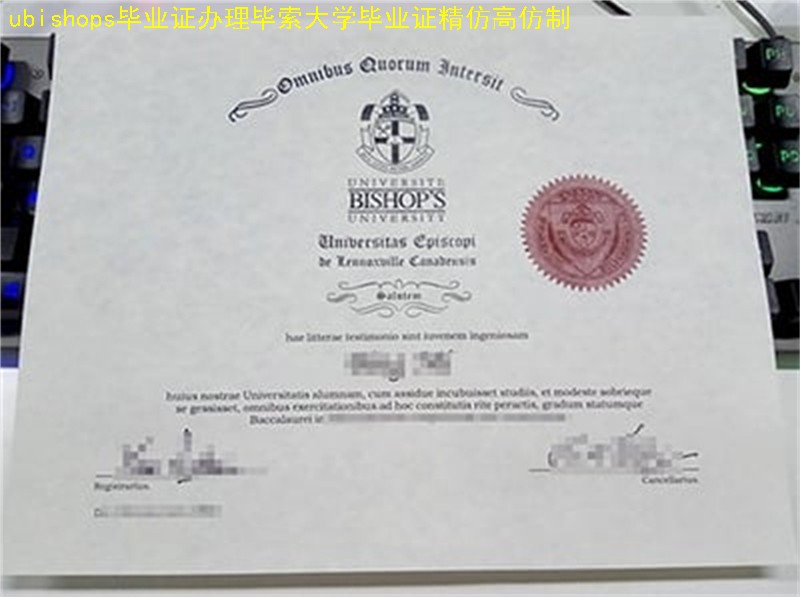 ubishops毕业证办理毕索大学毕业证精仿高仿制
Omnibus Quorum Intersit
UNIVERSITÉ
BISHOP'S
UNIVERSITY
Universitas Episcopi
de Lennoxville Canadensis
Salutem
hae litterae testimonio sint iuvenem ingeniosam
huius nostrae Universitatis alumnam, cum assidue incubuisset studiis, et modeste sobrieque
se gessisset, omnibus exercitationibus ad hoc constitutis rite peractis, gradum statumque
Baccalaurei in
Registrarius
Cancellarius